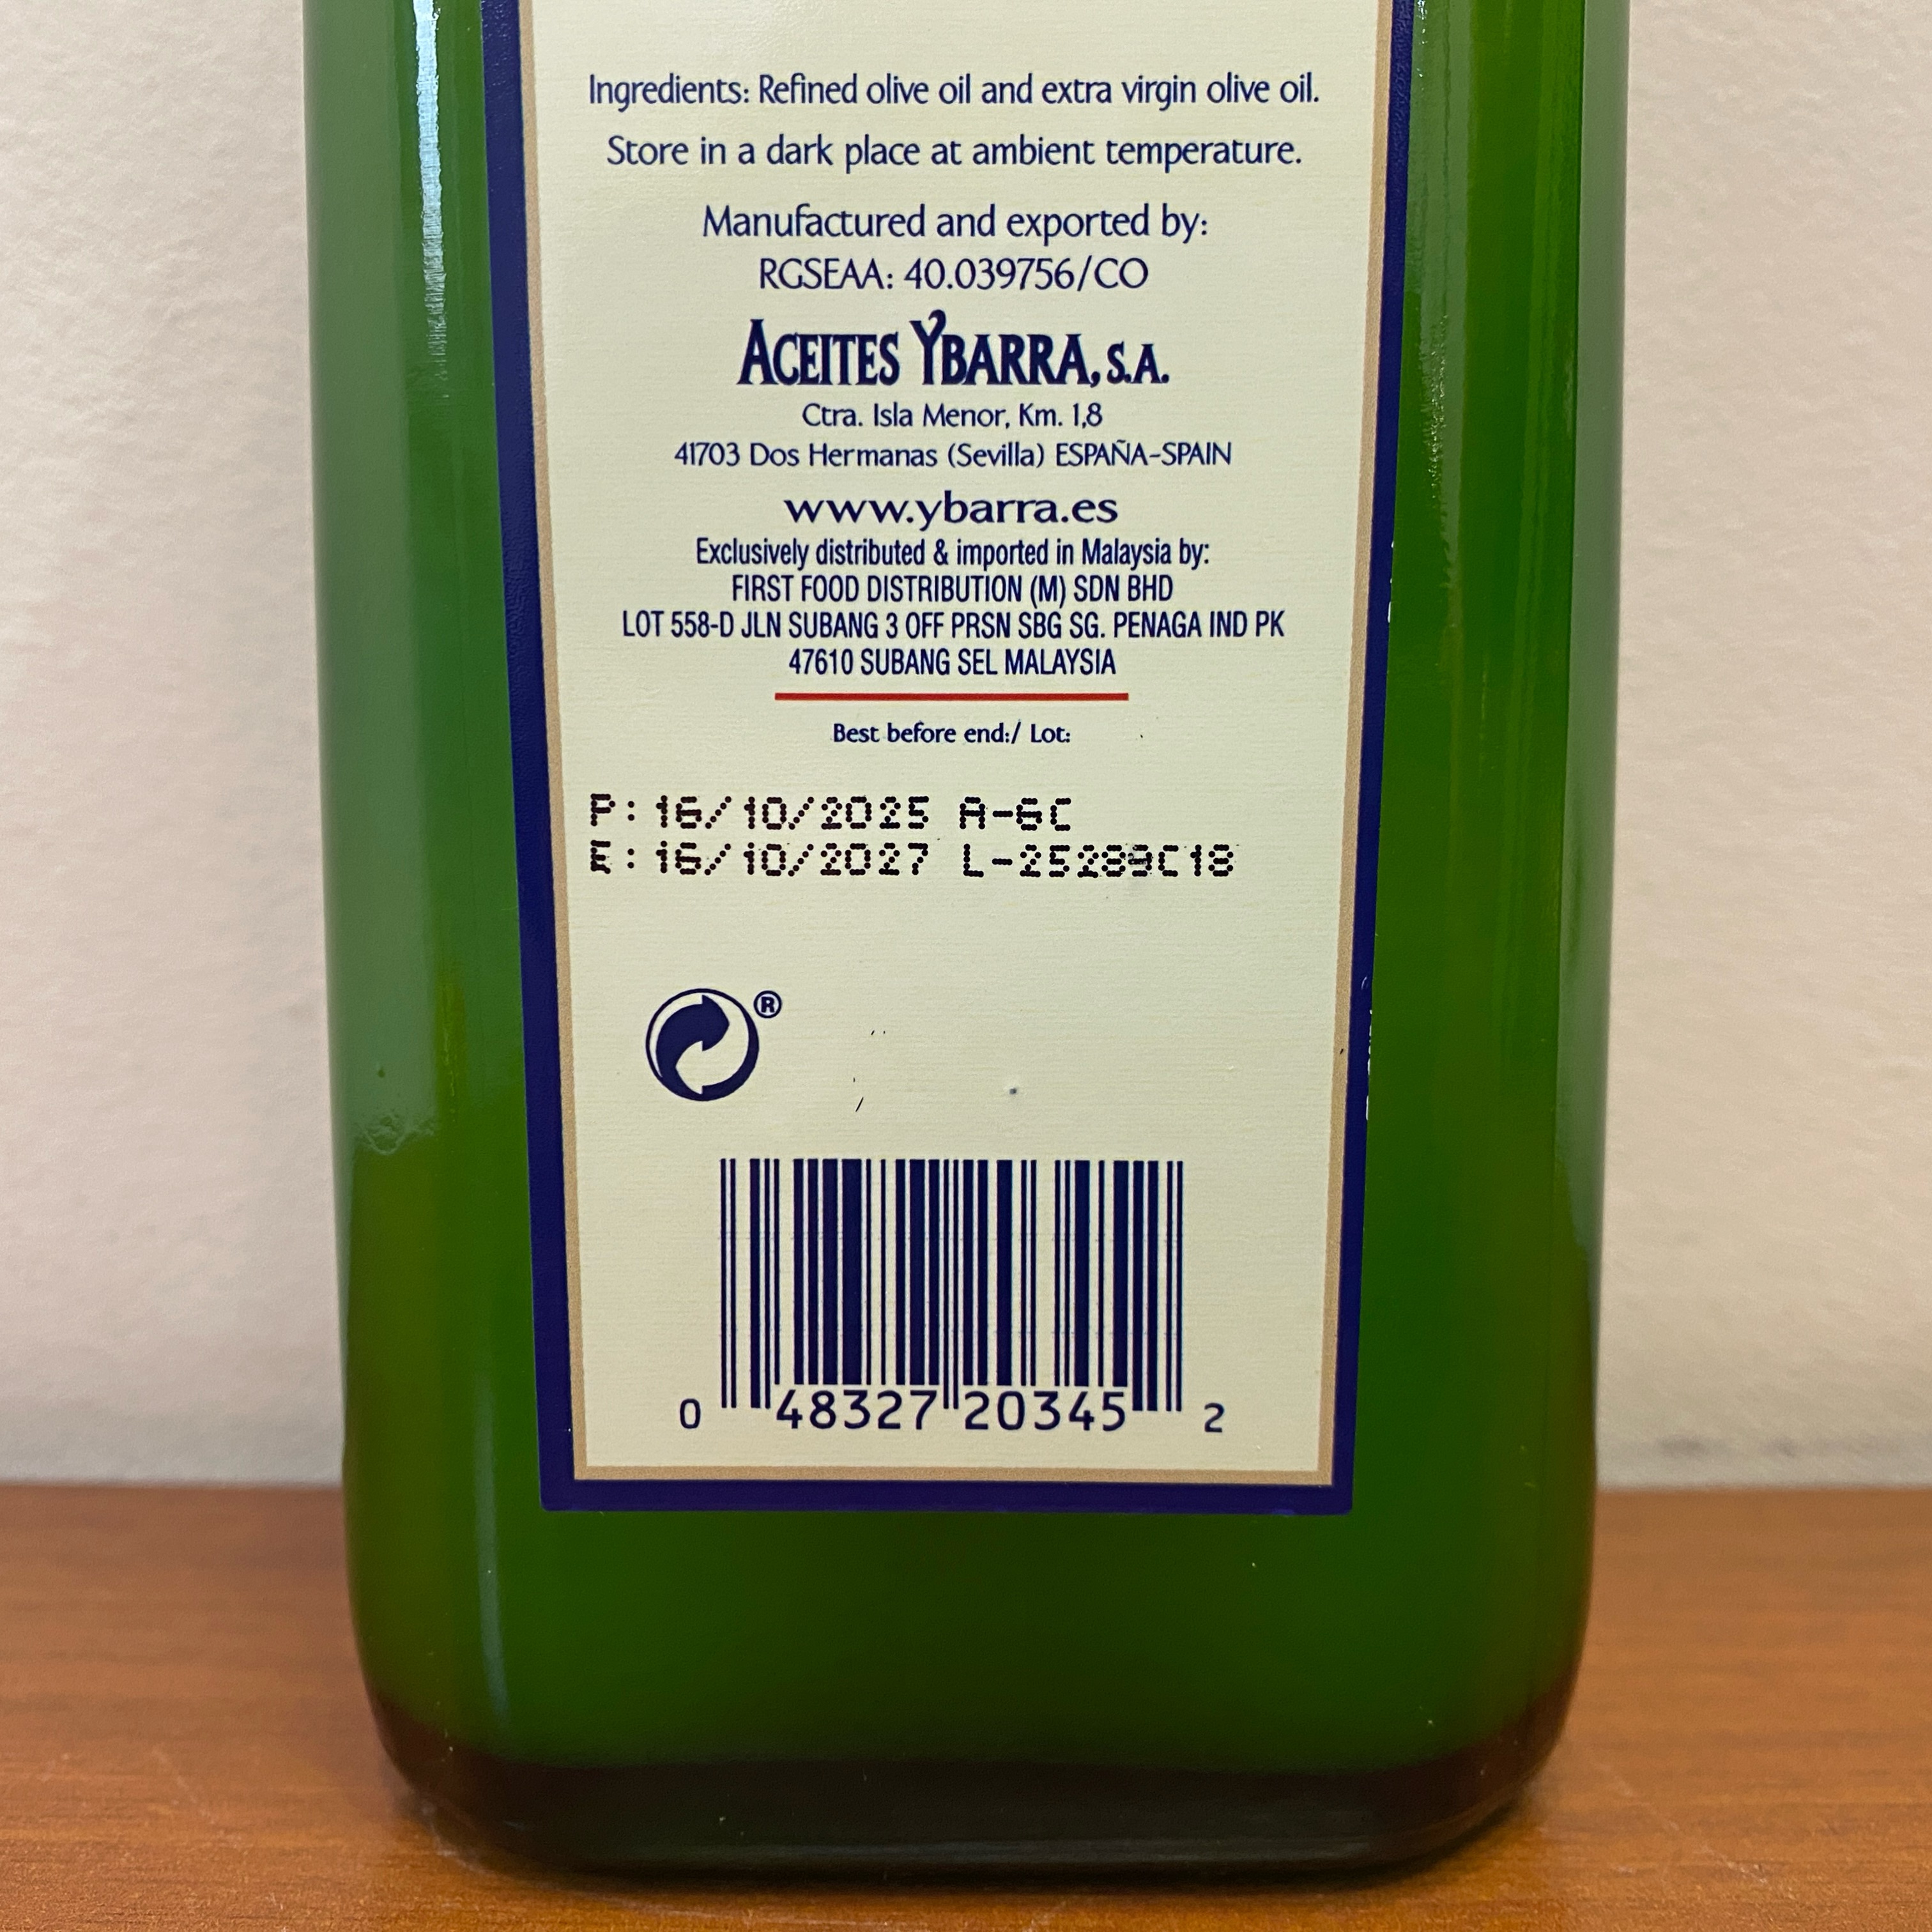 Ingredients: Refined olive oil and extra virgin olive oil.
Store in a dark place at ambient temperature.
Manufactured and exported by:
RGSEAA: 40.039756/CO
ACEITES YBARRA, S.A.
Ctra. Isla Menor, Km. 1,8
41703 Dos Hermanas (Sevilla) ESPAÑA-SPAIN
www.ybarra.es
Exclusively distributed & imported in Malaysia by:
FIRST FOOD DISTRIBUTION (M) SDN BHD
LOT 558-D JLN SUBANG 3 OFF PRSN SBG SG. PENAGA IND PK
47610 SUBANG SEL MALAYSIA
Best before end:/ Lot:
P: 16/10/2025 A-6C
E: 16/10/2027 L-25289C18
®
0 48327 20345 2